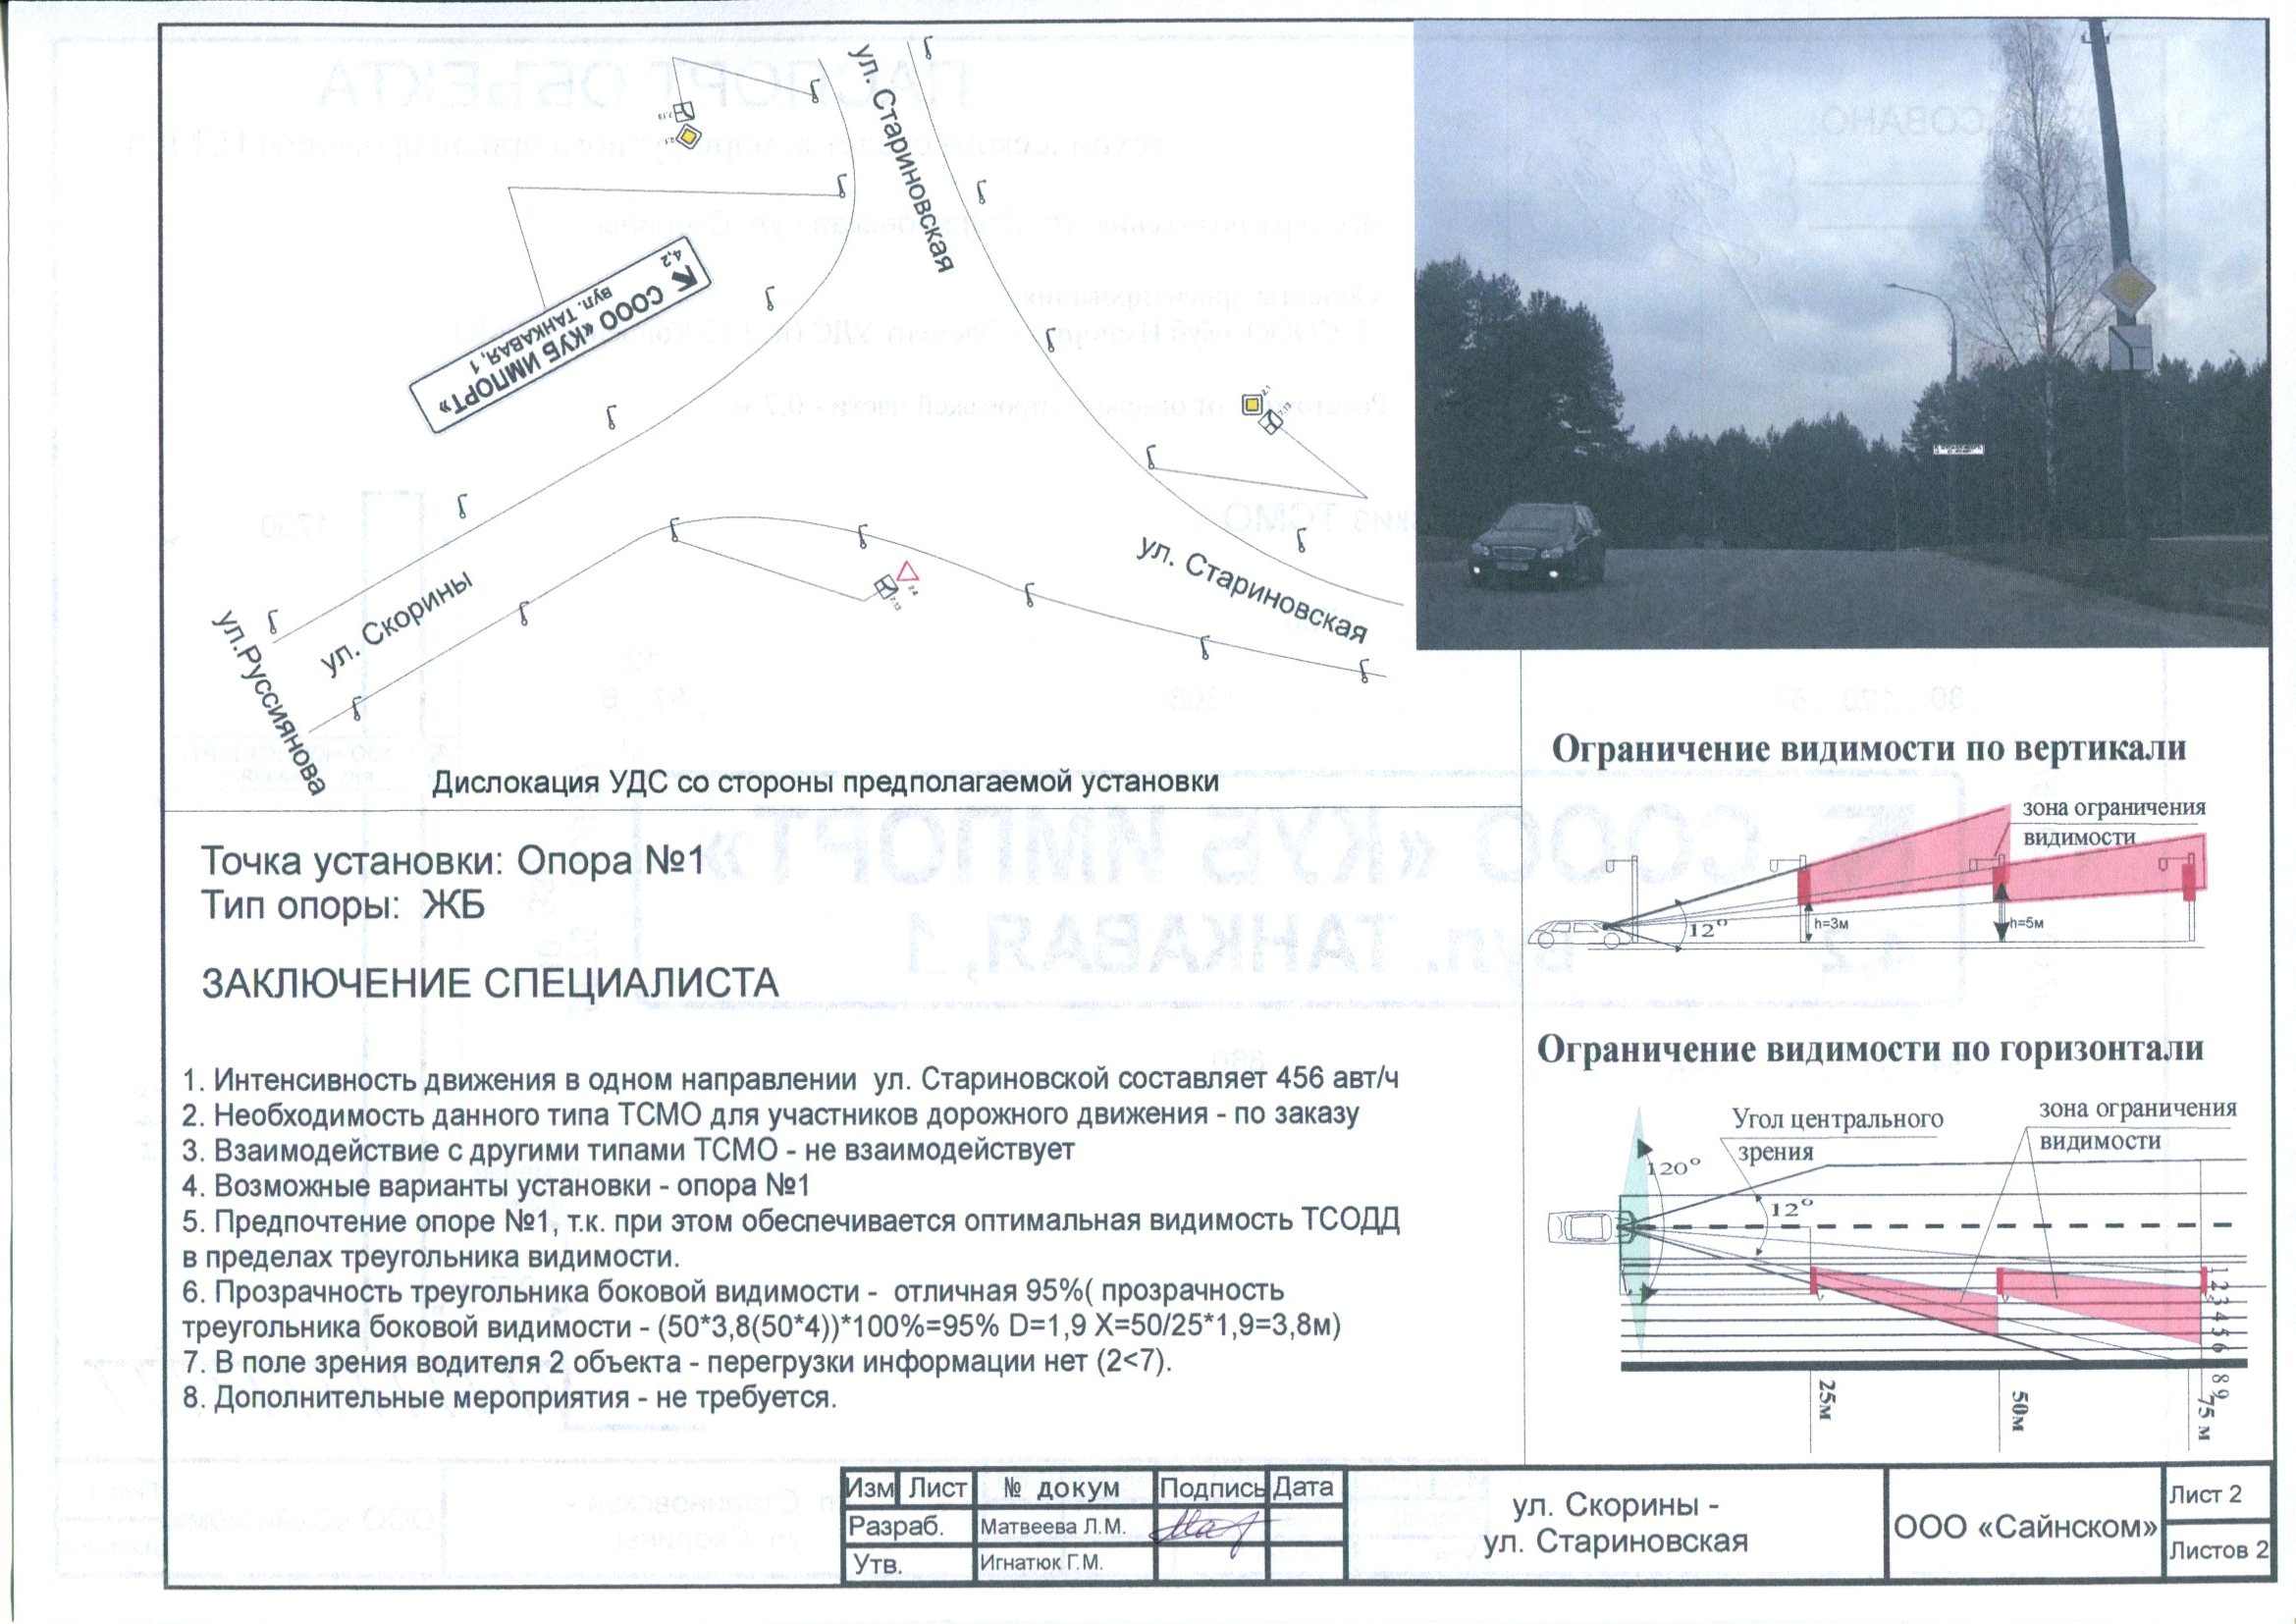 ул. Стариновская
7.13
СООО «КУБ ИМПОРТ»
вул. ТАНКАВАЯ, 1
4,2
2.1
7.13
2.4
7.13
ул. Стариновская
ул. Скорины
ул.Руссиянова
Дислокация УДС со стороны предполагаемой установки
Точка установки: Опора №1
Тип опоры: ЖБ
ЗАКЛЮЧЕНИЕ СПЕЦИАЛИСТА
1. Интенсивность движения в одном направлении ул. Стариновской составляет 456 авт/ч
2. Необходимость данного типа ТСМО для участников дорожного движения - по заказу
3. Взаимодействие с другими типами ТСМО - не взаимодействует
4. Возможные варианты установки - опора №1
5. Предпочтение опоре №1, т.к. при этом обеспечивается оптимальная видимость ТСОДД
в пределах треугольника видимости.
6. Прозрачность треугольника боковой видимости - отличная 95%( прозрачность
треугольника боковой видимости - (50*3,8(50*4))*100%=95% D=1,9 X=50/25*1,9=3,8м)
7. В поле зрения водителя 2 объекта - перегрузки информации нет (2<7).
8. Дополнительные мероприятия - не требуется.
Ограничение видимости по вертикали
зона ограничения
видимости
12°
h=3м
h=5м
Ограничение видимости по горизонтали
Угол центрального
зрения
зона ограничения
видимости
120°
12°
1 2 3 4 5 6
8 9
25м
50м
75 м
Изм Лист № докум Подпись Дата
Разраб. Матвеева Л.М.
Утв. Игнатюк Г.М.
ул. Скорины -
ул. Стариновская
ООО «Сайнском»
Лист 2
Листов 2